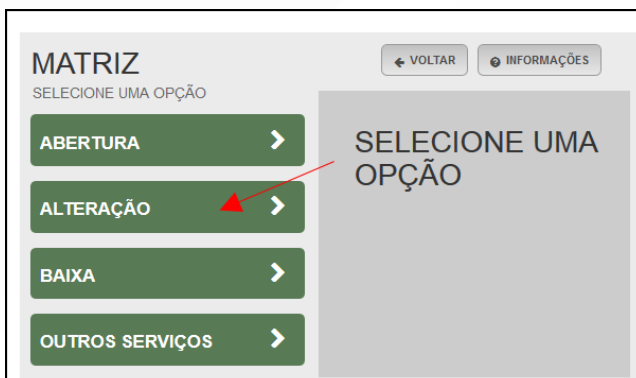 MATRIZ
SELECIONE UMA OPÇÃO
VOLTAR
INFORMAÇÕES
ABERTURA
ALTERAÇÃO
BAIXA
OUTROS SERVIÇOS
SELECIONE UMA
OPÇÃO